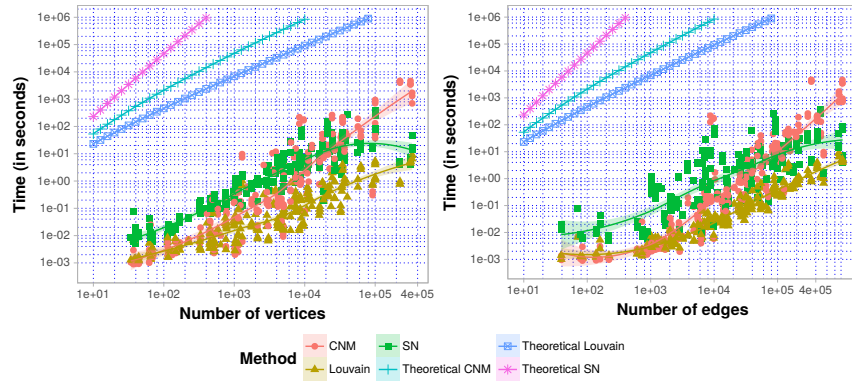 1e+06
1e+05
1e+04
1e+03
1e+02
1e+01
1e+00
1e-01
1e-02
1e-03
Time (in seconds)
1e+01 1e+02 1e+03 1e+04 1e+05 4e+05
Number of vertices
1e+06
1e+05
1e+04
1e+03
1e+02
1e+01
1e+00
1e-01
1e-02
1e-03
Time (in seconds)
1e+01 1e+03 1e+04 1e+05 4e+05
Number of edges
Method
CNM SN Theoretical Louvain
Louvain Theoretical CNM Theoretical SN